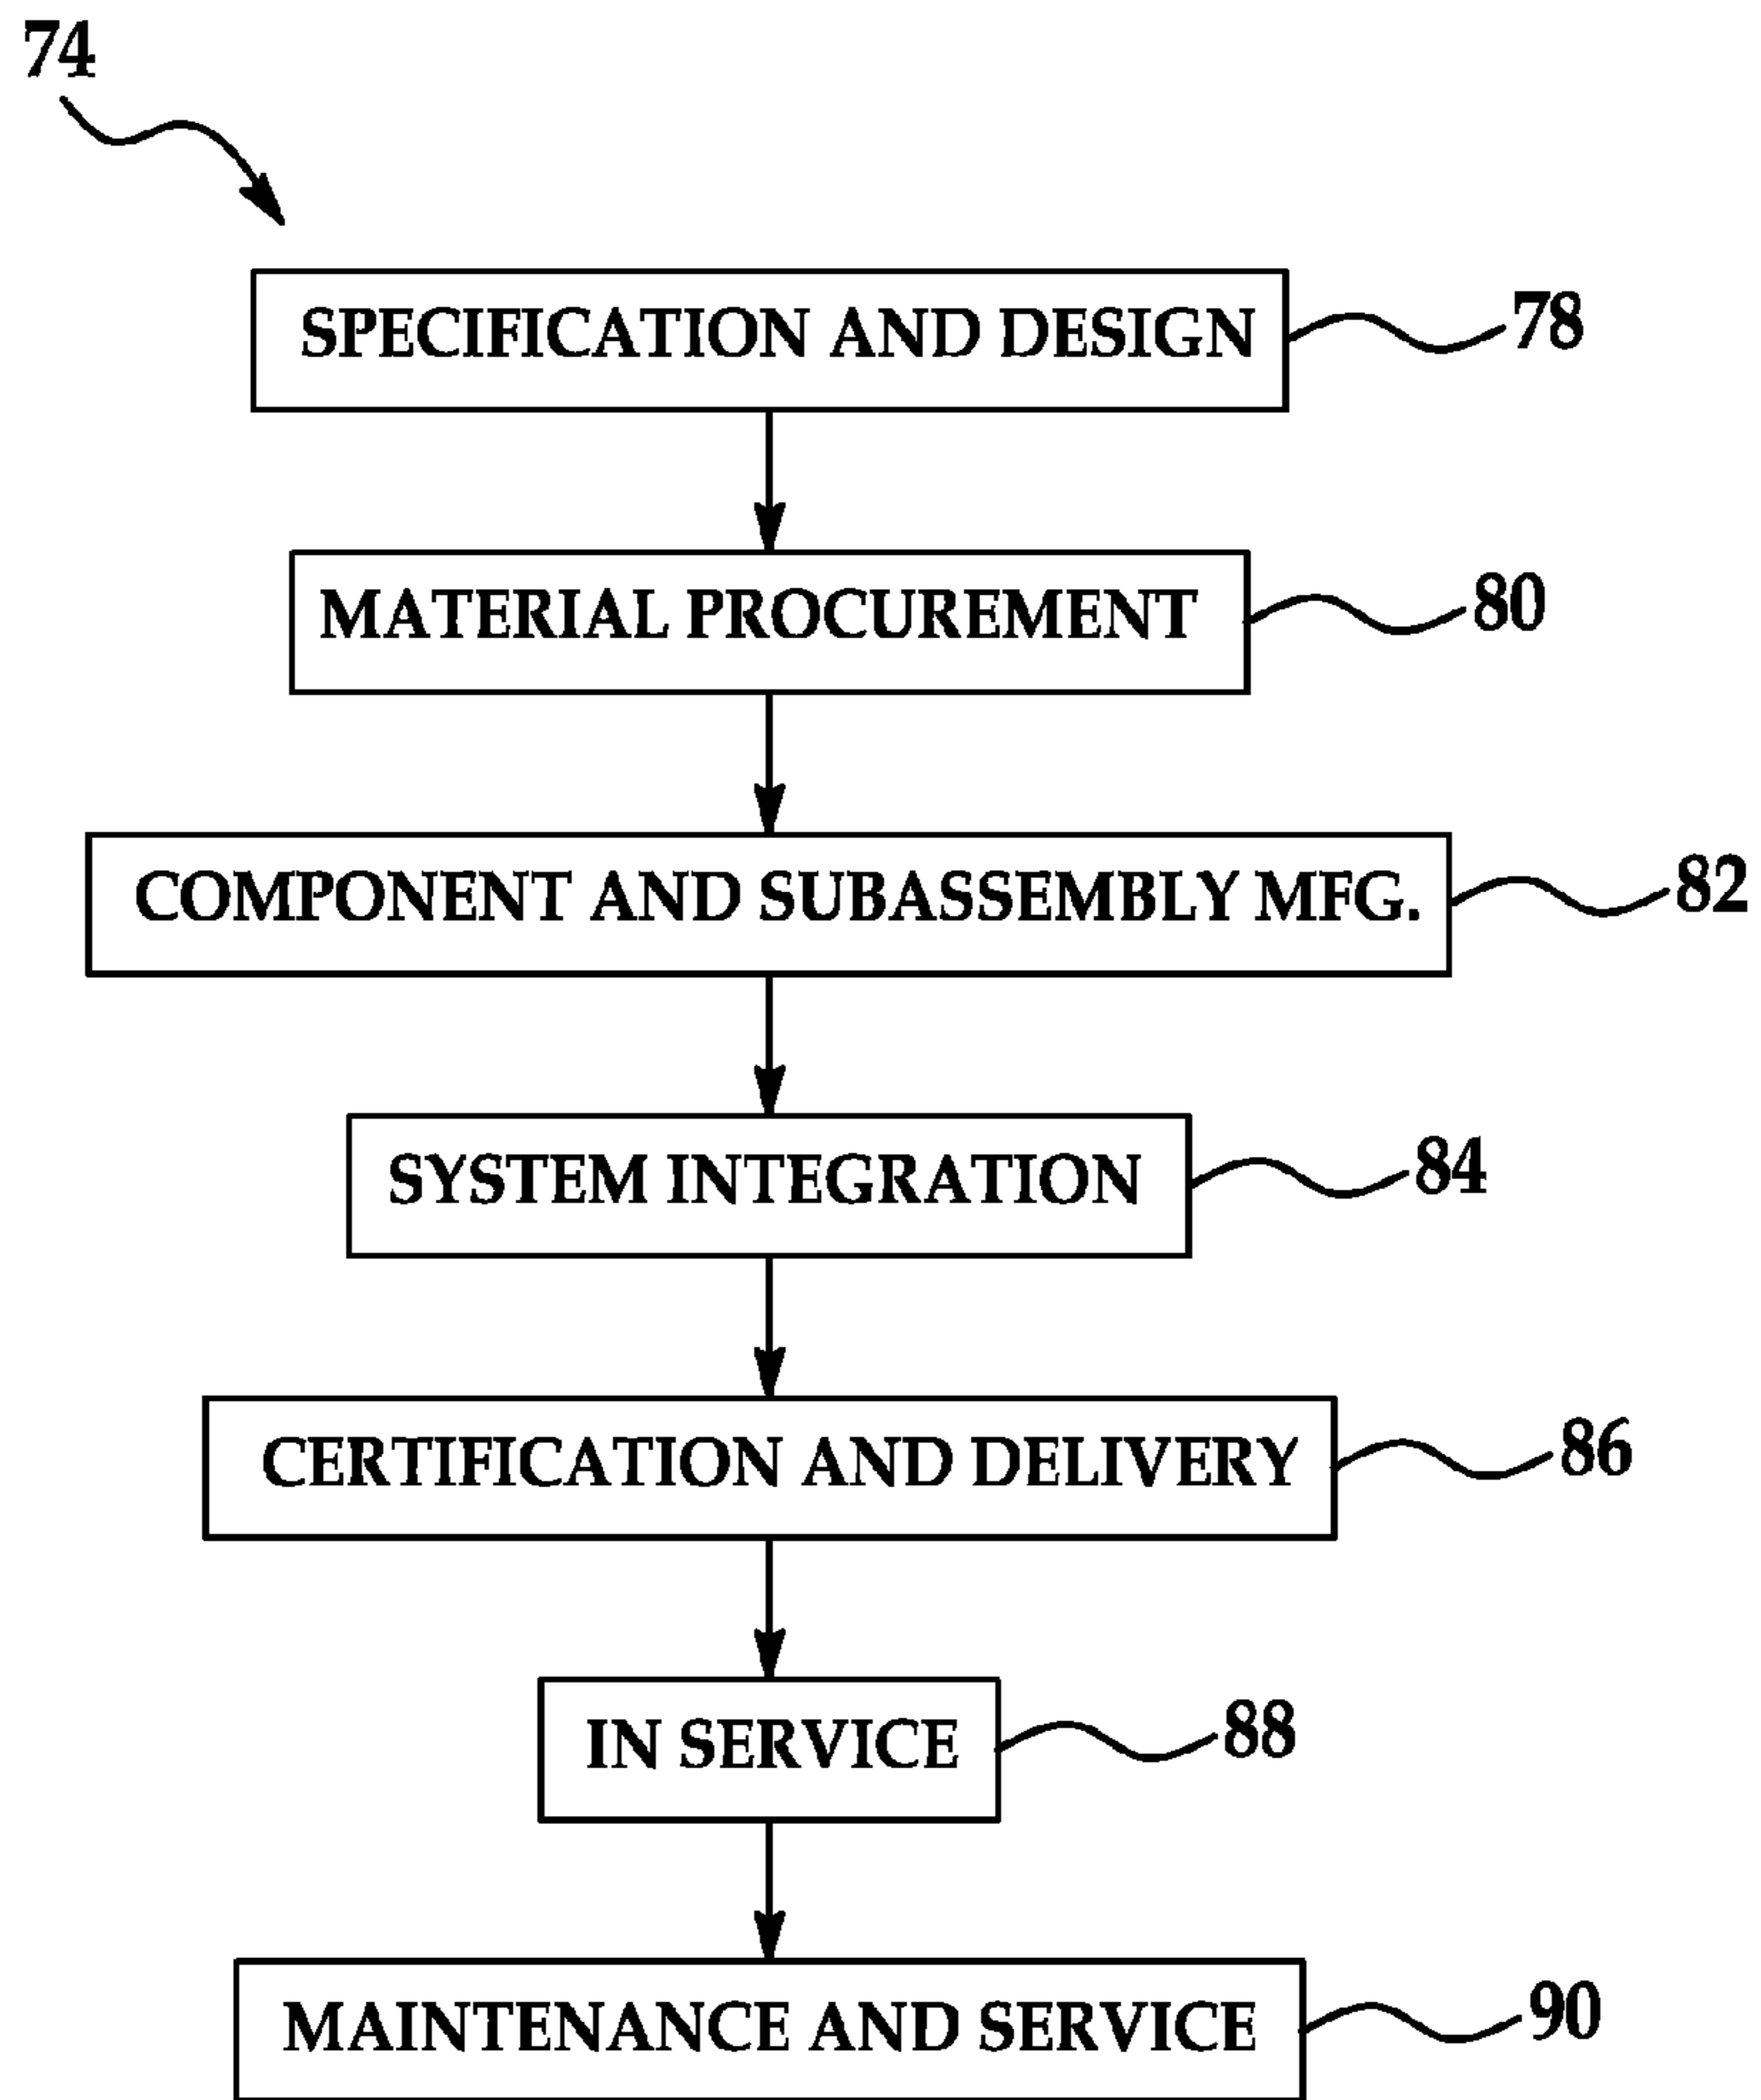 74
SPECIFICATION AND DESIGN 78
MATERIAL PROCUREMENT 80
COMPONENT AND SUBASSEMBLY MFG. 82
SYSTEM INTEGRATION 84
CERTIFICATION AND DELIVERY 86
IN SERVICE 88
MAINTENANCE AND SERVICE 90